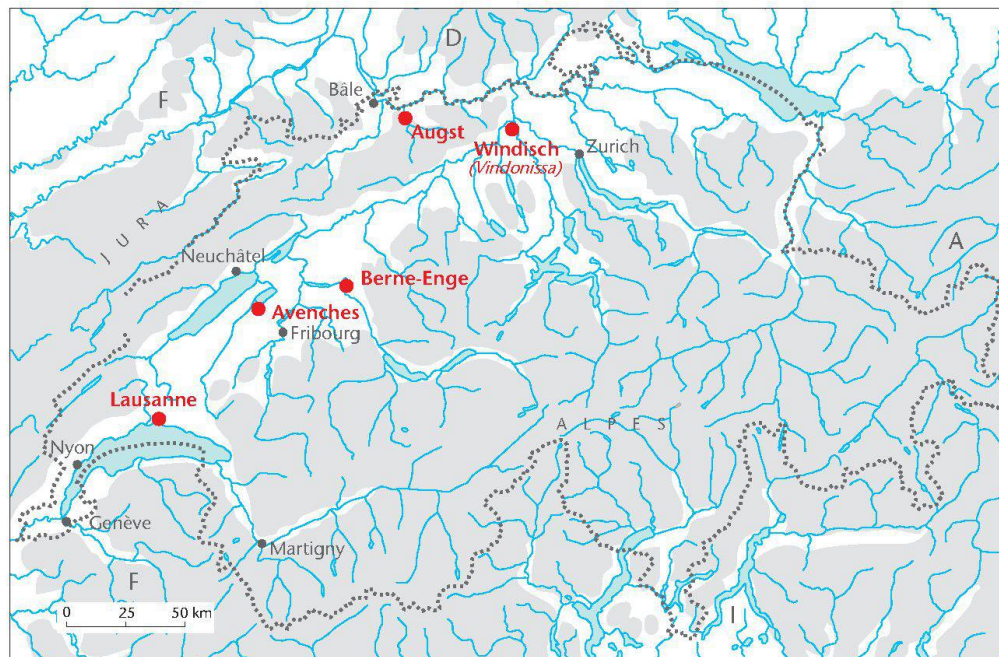 D
F
Bâle
Augst
Windisch
(Vindonissa)
Zurich
JURA
A
Neuchâtel
Berne-Enge
Avenches
Fribourg
Lausanne
ALPES
Nyon
Genève
Martigny
F
I
0 25 50 km